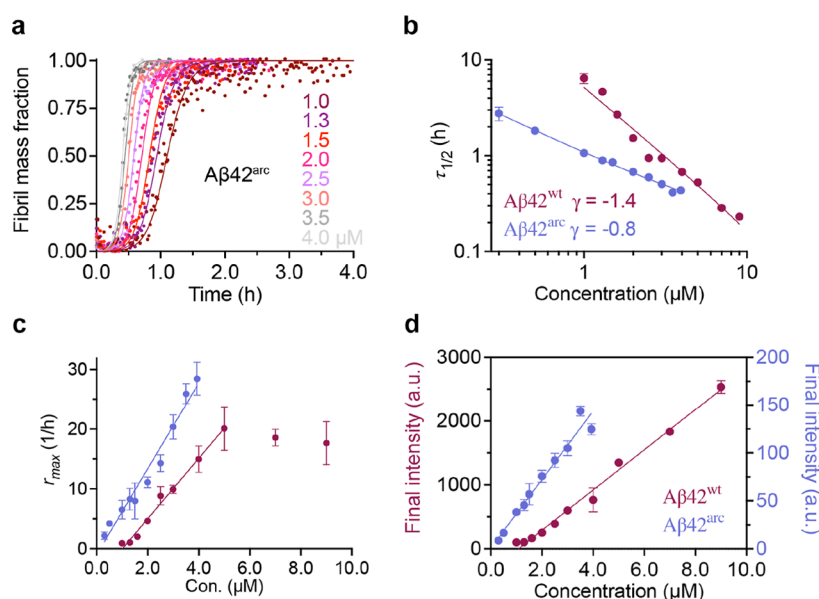 a
Fibril mass fraction
1.00
0.75
0.50
0.25
0.00
0.0 1.0 2.0 3.0 4.0
Time (h)
Aβ42arc
1.0
1.3
1.5
2.0
2.5
3.0
3.5
4.0 µM
b
τ1/2 (h)
10
1
0.1
1 10
Concentration (µM)
Aβ42wt γ = -1.4
Aβ42arc γ = -0.8
c
rmax (1/h)
30
20
10
0
0.0 2.0 4.0 6.0 8.0 10.0
Con. (µM)
d
Final intensity (a.u.)
3000
2000
1000
0
0.0 2.0 4.0 6.0 8.0 10.0
Concentration (µM)
200
150
100
50
0
Final intensity (a.u.)
Aβ42wt
Aβ42arc